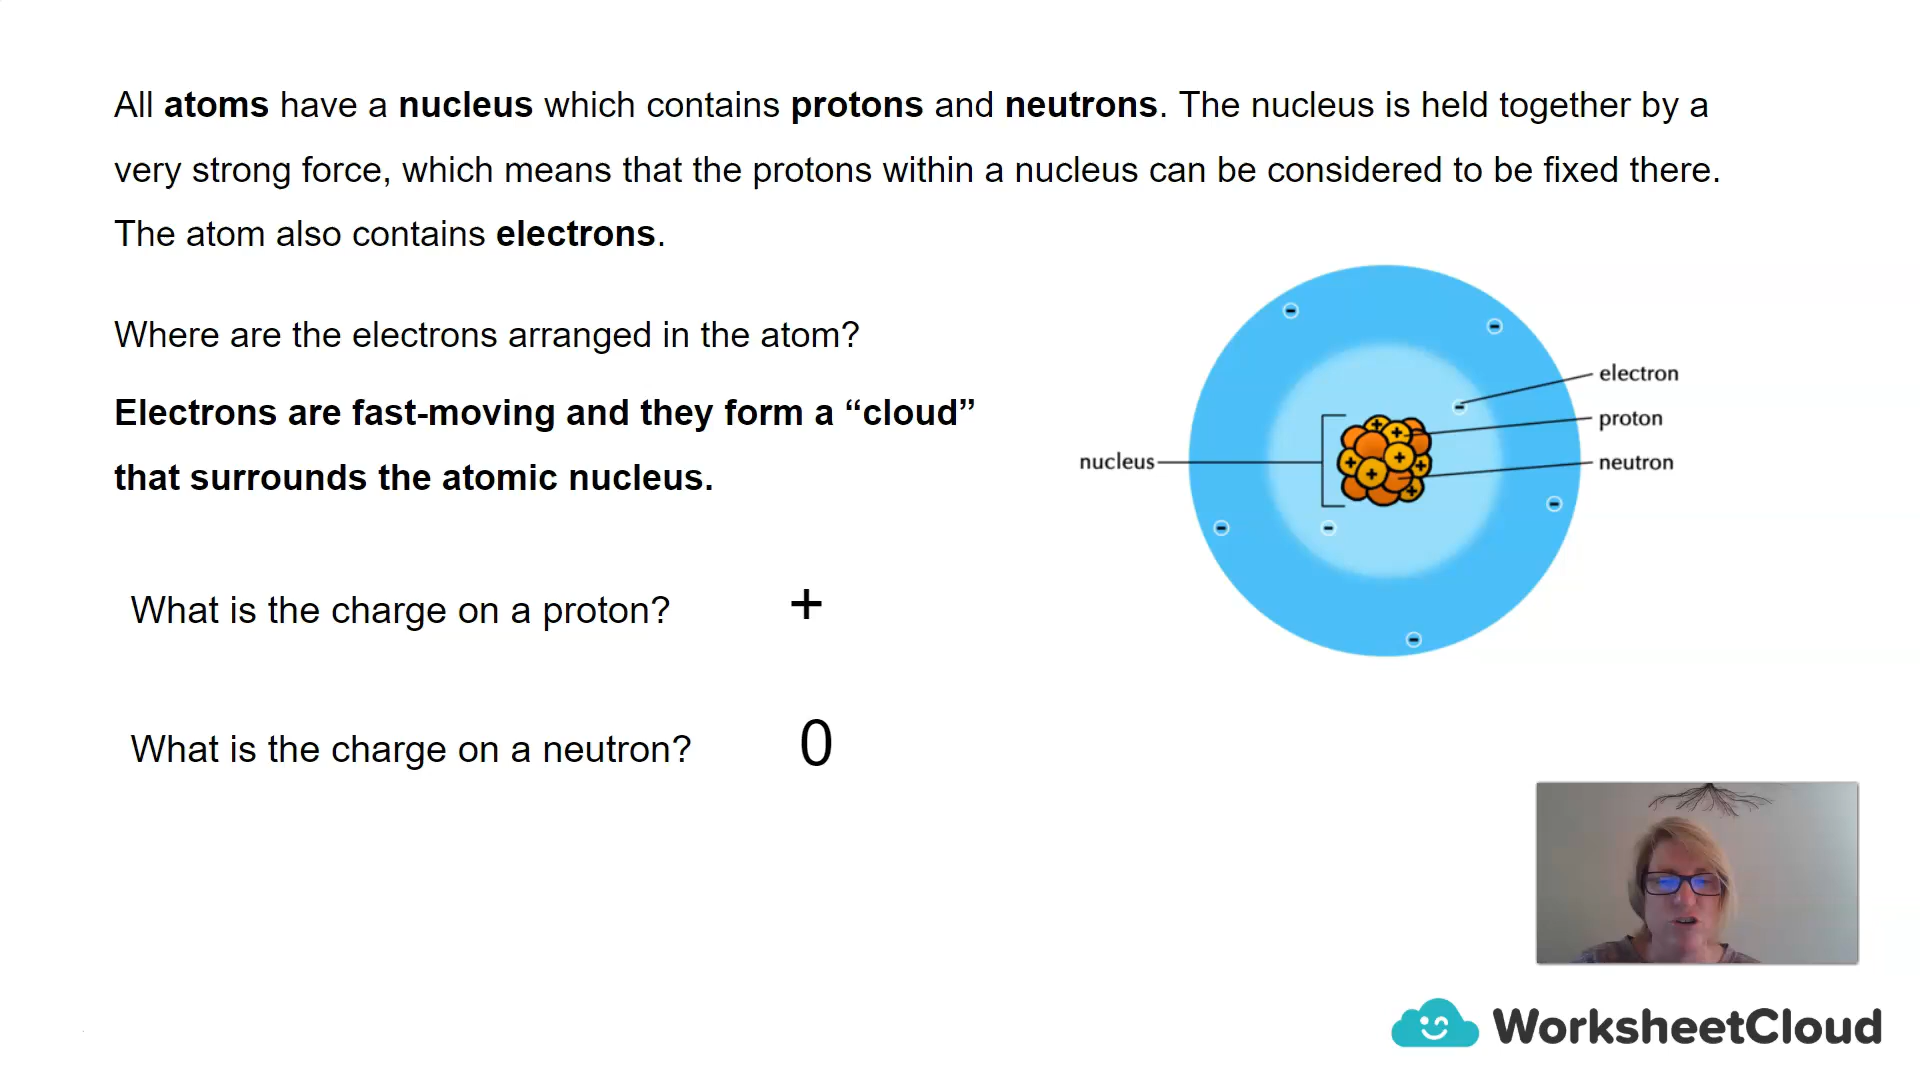 All atoms have a nucleus which contains protons and neutrons. The nucleus is held together by a
very strong force, which means that the protons within a nucleus can be considered to be fixed there.
The atom also contains electrons.
Where are the electrons arranged in the atom?
Electrons are fast-moving and they form a “cloud”
that surrounds the atomic nucleus.
electron
proton
nucleus
neutron
What is the charge on a proton? +
What is the charge on a neutron? 0
WorksheetCloud